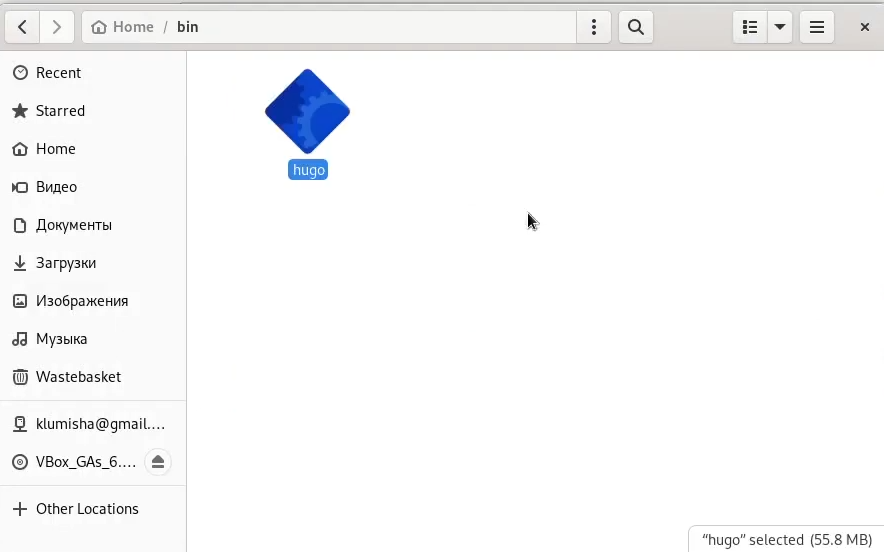 Home / bin
Recent
Starred
Home
Видео
Документы
Загрузки
Изображения
Музыка
Wastebasket
klumisha@gmail....
VBox_GAs_6....
Other Locations
hugo
“hugo” selected (55.8 MB)